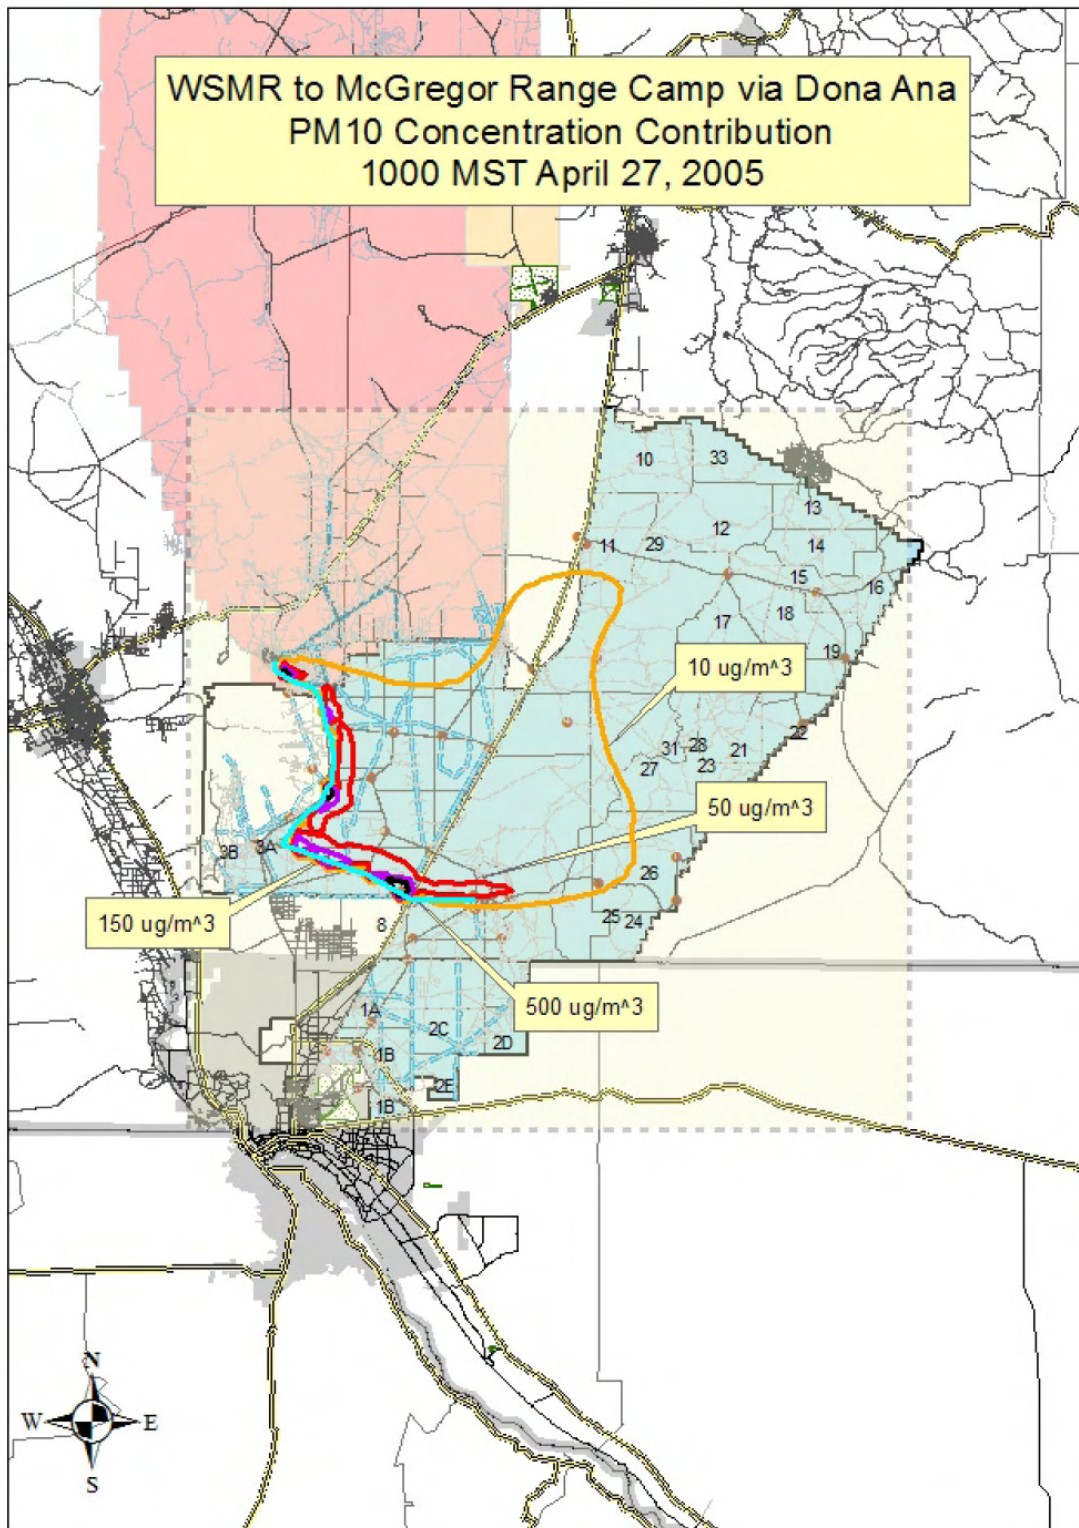 WSMR to McGregor Range Camp via Dona Ana
PM10 Concentration Contribution
1000 MST April 27, 2005
10
33
13
12
11
29
14
15
16
18
17
19
10 ug/m^3
22
28
31
21
23
27
50 ug/m^3
3A
3B
26
150 ug/m^3
8
25
24
500 ug/m^3
1A
2C
2D
1B
2E
1B
N
W
E
S